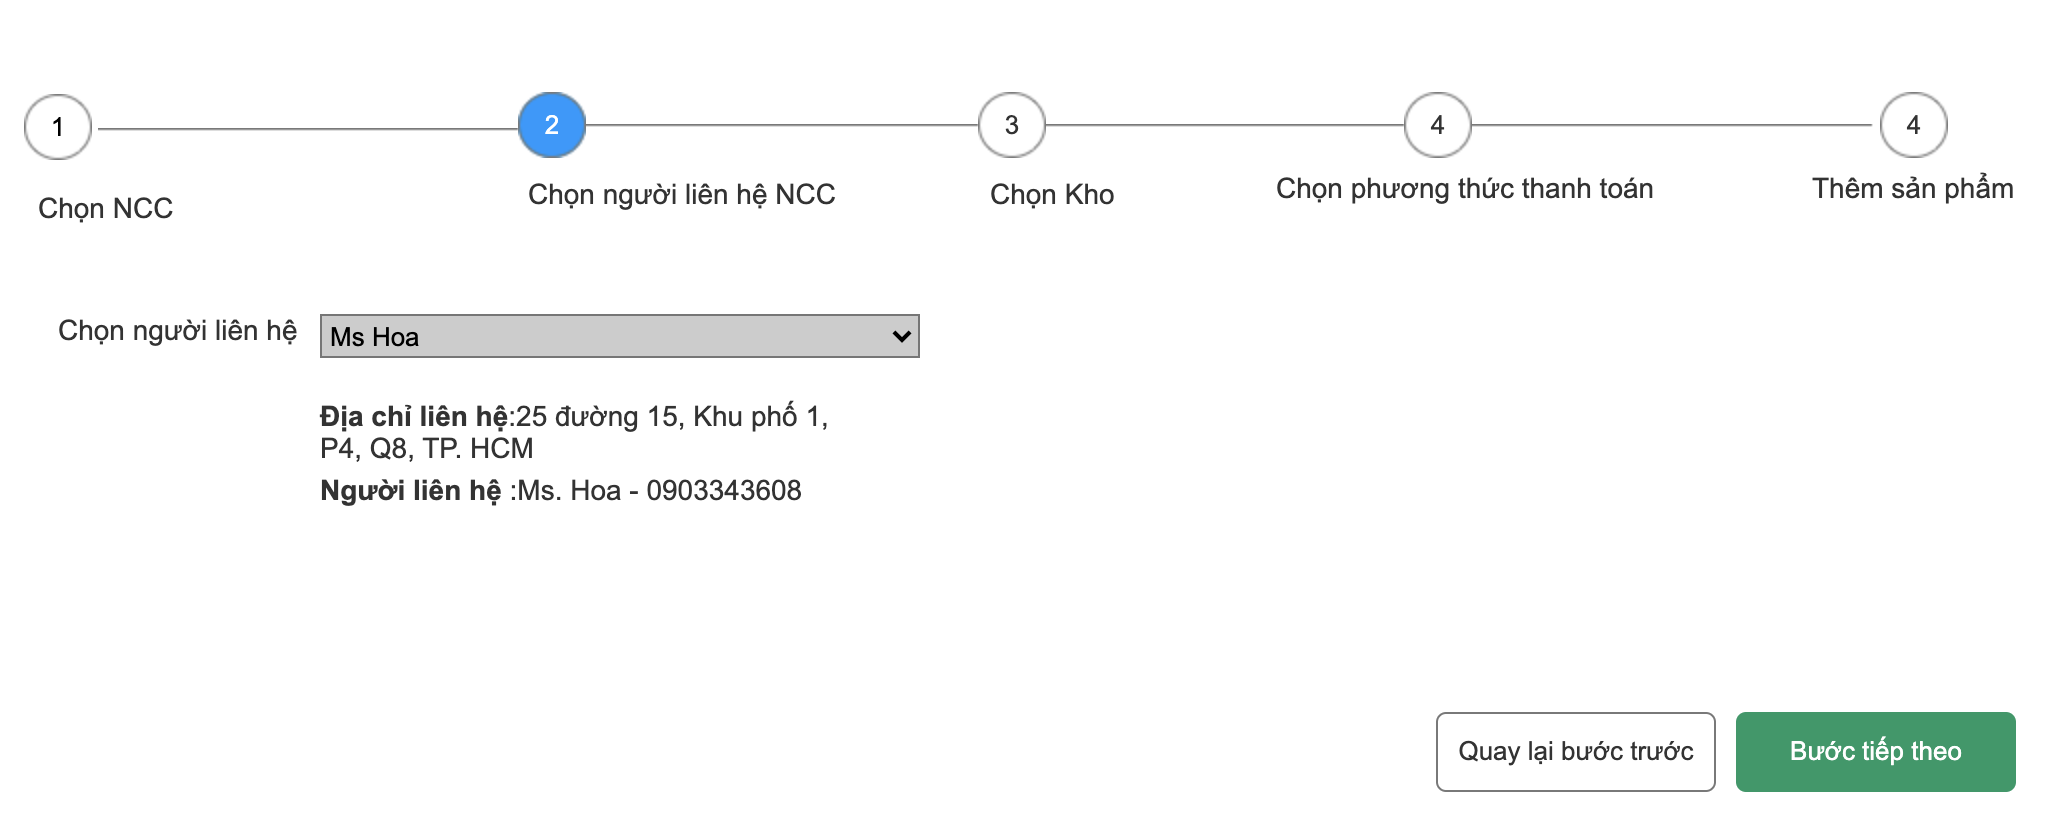 1 2 3 4 4
Chọn NCC Chọn người liên hệ NCC Chọn Kho Chọn phương thức thanh toán Thêm sản phẩm
Chọn người liên hệ Ms Hoa
Địa chỉ liên hệ:25 đường 15, Khu phố 1,
P4, Q8, TP. HCM
Người liên hệ :Ms. Hoa - 0903343608
Quay lại bước trước Bước tiếp theo